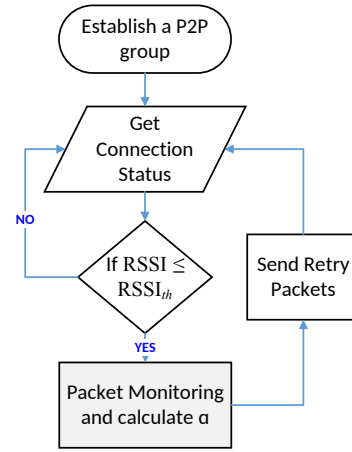 Establish a P2P
group
Get
Connection
Status
NO
If RSSI ≤
RSSIth
Send Retry
Packets
YES
Packet Monitoring
and calculate α